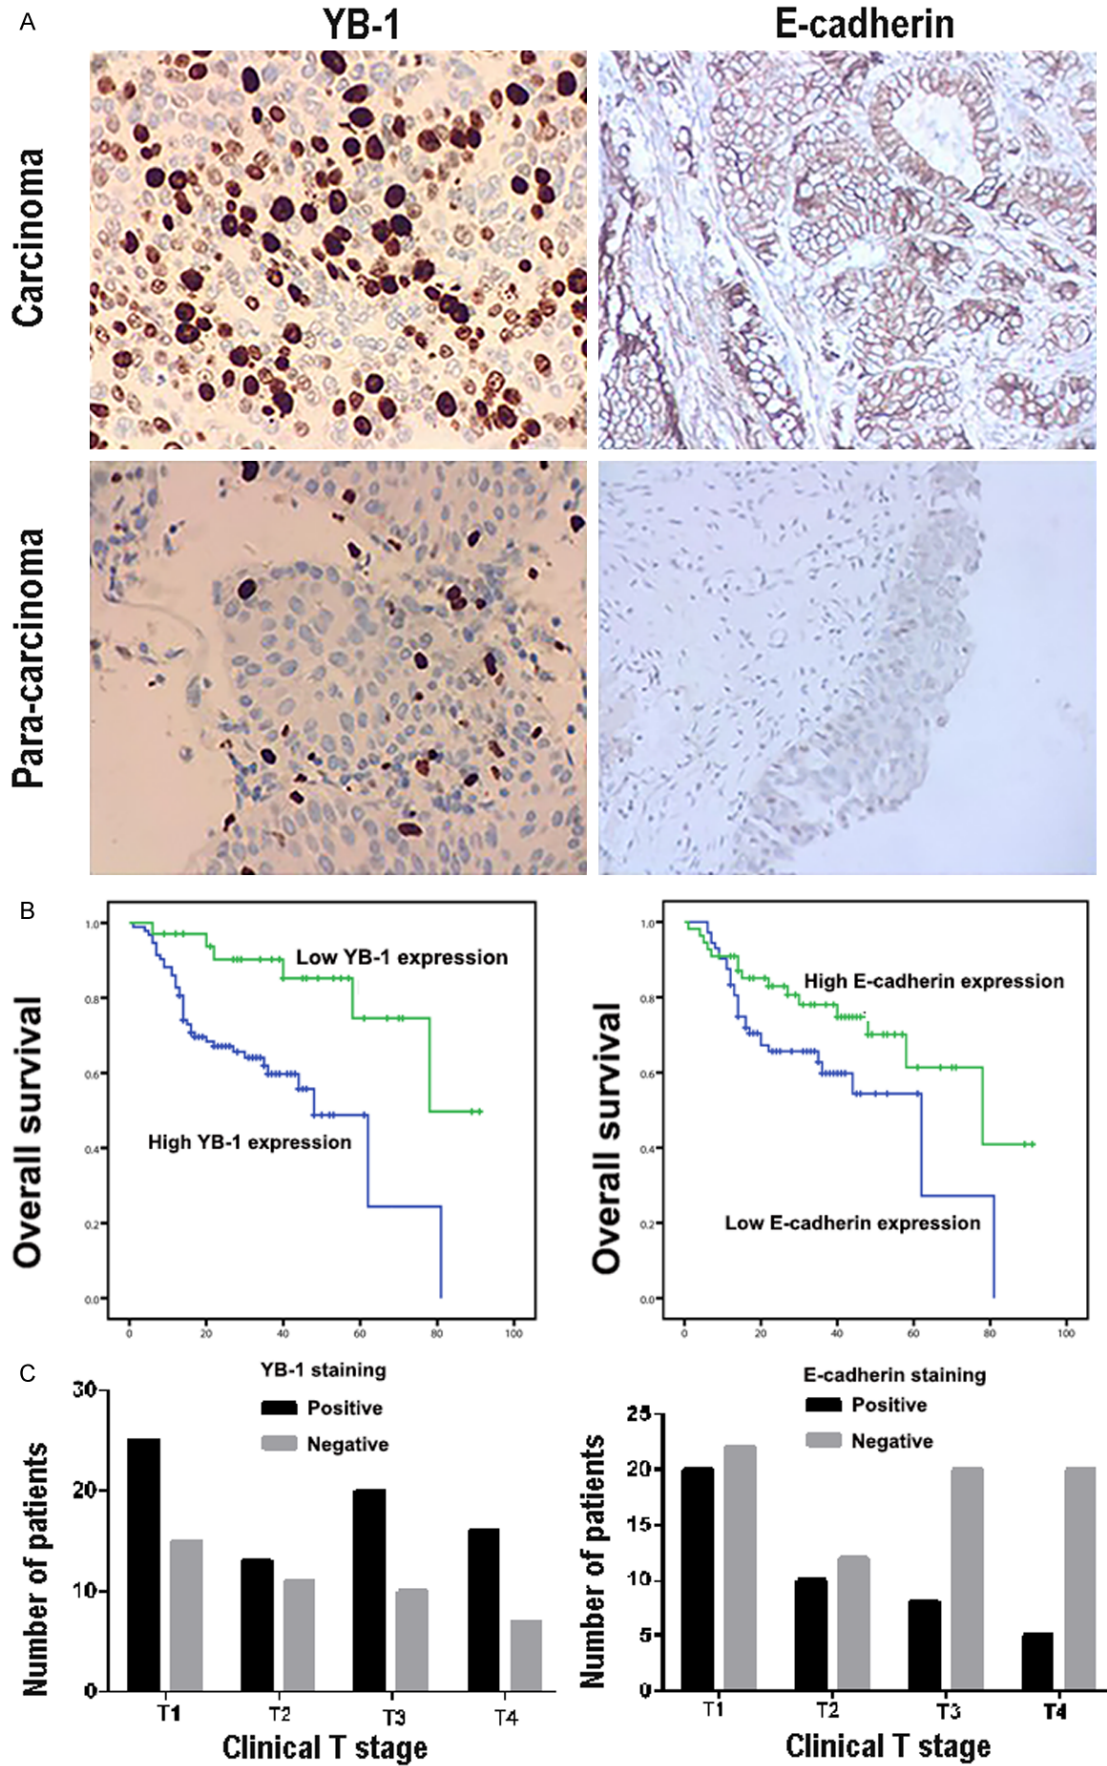 A
YB-1
E-cadherin
Carcinoma
Para-carcinoma
B
Overall survival
1.0
0.8
0.6
0.4
0.2
0.0
Low YB-1 expression
High YB-1 expression
0 20 40 60 80 100
Overall survival
1.0
0.8
0.6
0.4
0.2
0.0
High E-cadherin expression
Low E-cadherin expression
0 20 40 60 80 100
C
YB-1 staining
Positive
Negative
Number of patients
30
20
10
0
T1 T2 T3 T4
Clinical T stage
E-cadherin staining
Positive
Negative
Number of patients
25
20
15
10
5
0
T1 T2 T3 T4
Clinical T stage